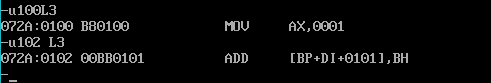 -u100L3
072A:0100 B80100        MOV     AX,0001
-u102 L3
072A:0102 00BB0101      ADD     [BP+DI+0101],BH
-_